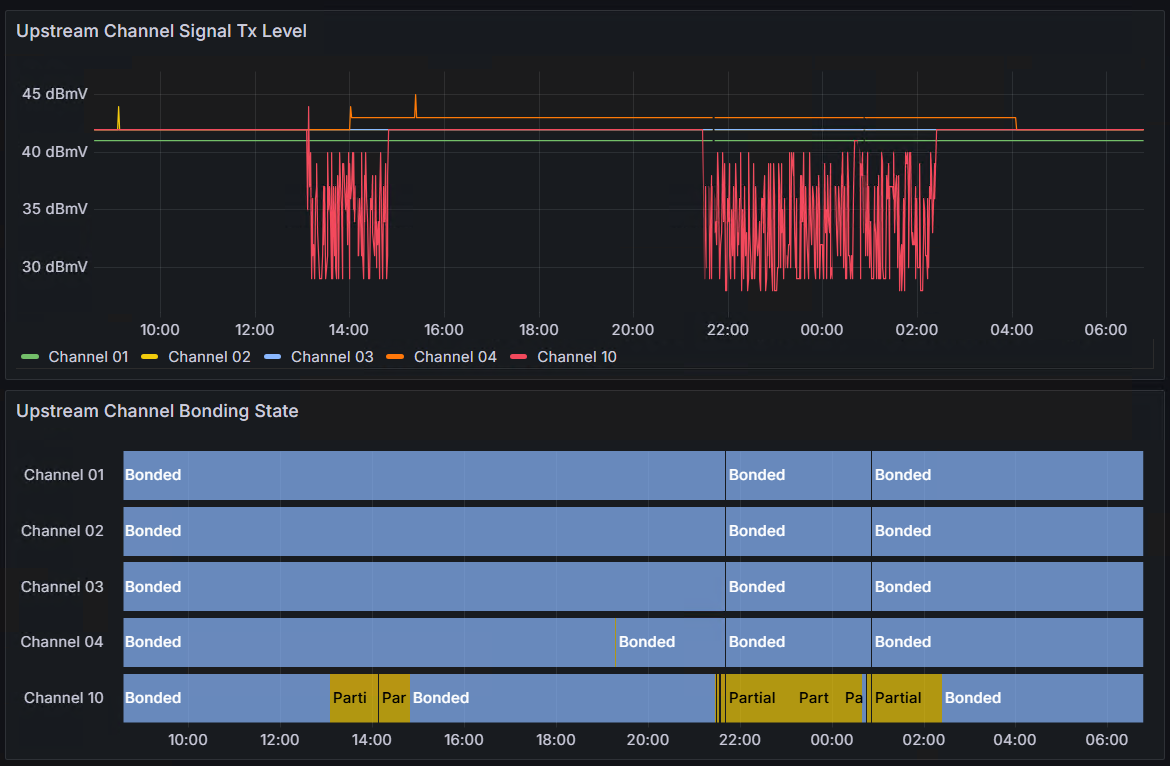 Upstream Channel Signal Tx Level
45 dBmV
40 dBmV
35 dBmV
30 dBmV
10:00 12:00 14:00 16:00 18:00 20:00 22:00 00:00 02:00 04:00 06:00
Channel 01 Channel 02 Channel 03 Channel 04 Channel 10
Upstream Channel Bonding State
Channel 01 Bonded Bonded Bonded
Channel 02 Bonded Bonded Bonded
Channel 03 Bonded Bonded Bonded
Channel 04 Bonded Bonded Bonded Bonded
Channel 10 Bonded Parti Par Bonded Partial Part Pa Partial Bonded
10:00 12:00 14:00 16:00 18:00 20:00 22:00 00:00 02:00 04:00 06:00